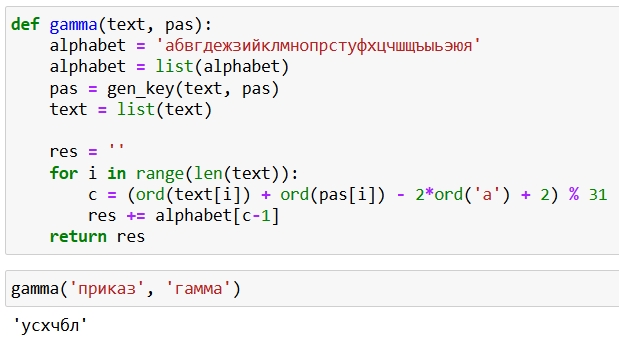 def gamma(text, pas):
    alphabet = 'абвгдежзийклмнопрстуфхцчшщъыьэюя'
    alphabet = list(alphabet)
    pas = gen_key(text, pas)
    text = list(text)

    res = ''
    for i in range(len(text)):
        c = (ord(text[i]) + ord(pas[i]) - 2*ord('а') + 2) % 31
        res += alphabet[c-1]
    return res
gamma('приказ', 'гамма')
'усхчбл'